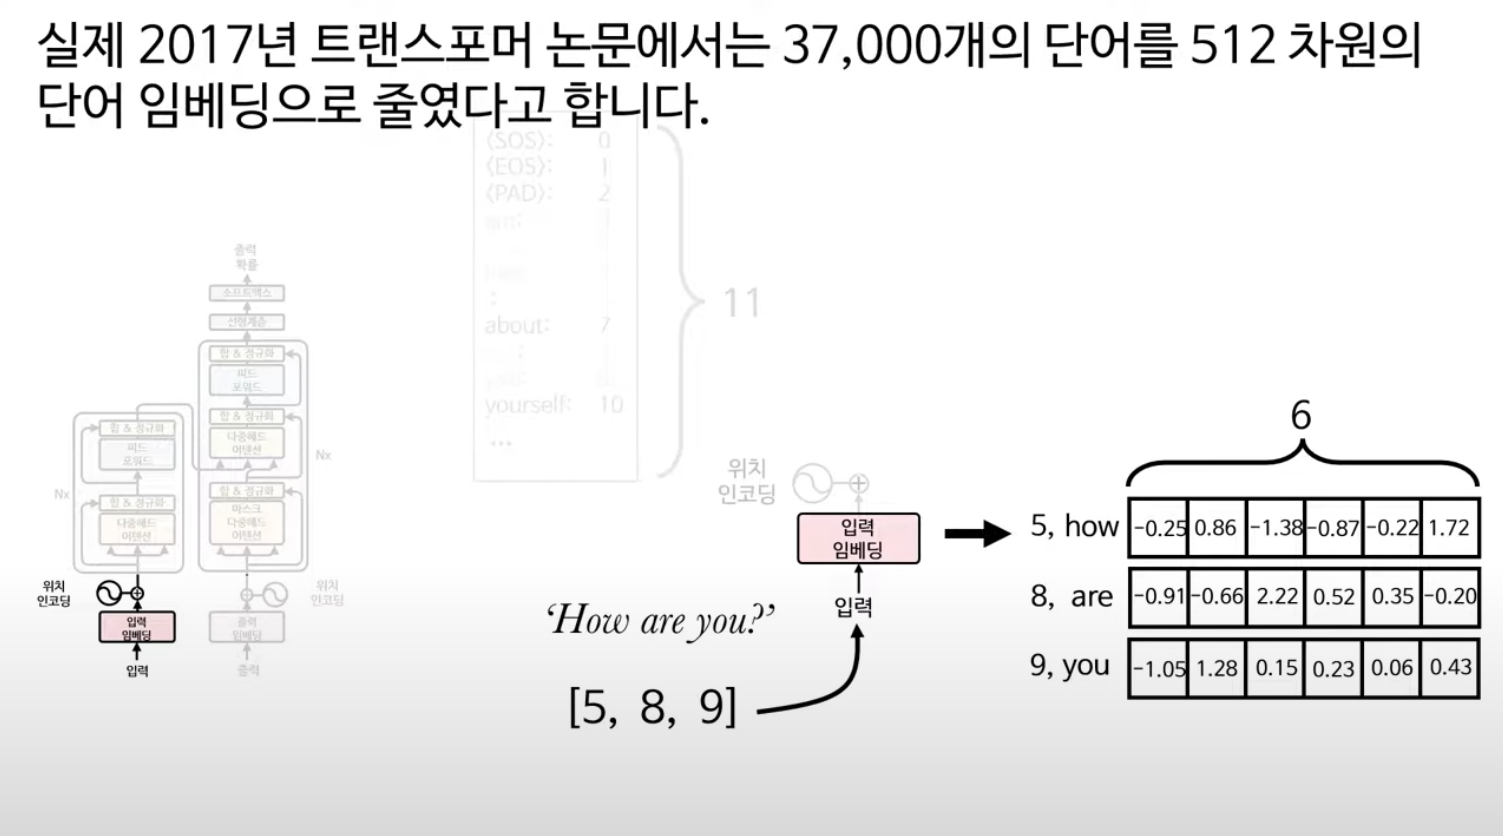 실제 2017년 트랜스포머 논문에서는 37,000개의 단어를 512 차원의
단어 임베딩으로 줄였다고 합니다.
⟨SOS⟩: 0
⟨EOS⟩: 1
⟨PAD⟩: 2
:
about: 7
:
yourself: 10
...
11
출력
확률
소프트맥스
선형계층
합 & 정규화
피드
포워드
합 & 정규화
다중헤드
어텐션
Nx
합 & 정규화
마스크
다중헤드
어텐션
합 & 정규화
피드
포워드
Nx
합 & 정규화
다중헤드
어텐션
위치
인코딩
입력
임베딩
입력
위치
인코딩
출력
임베딩
출력
위치
인코딩
입력
임베딩
입력
‘How are you?’
[5, 8, 9]
6
5, how -0.25 0.86 -1.38 -0.87 -0.22 1.72
8, are -0.91 -0.66 2.22 0.52 0.35 -0.20
9, you -1.05 1.28 0.15 0.23 0.06 0.43